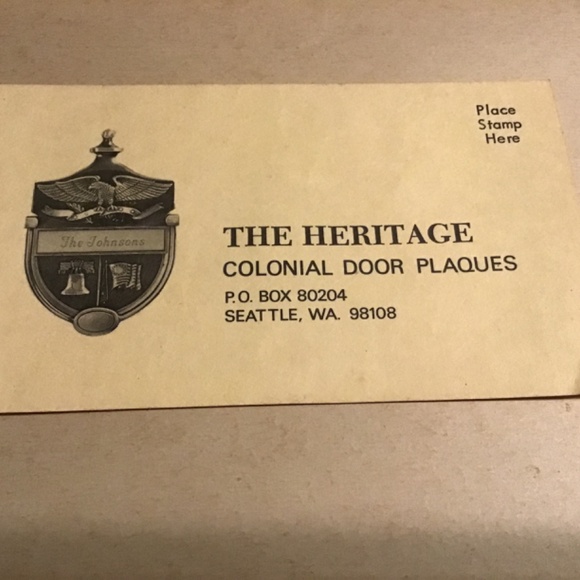 Place
Stamp
Here
The Johnsons
THE HERITAGE
COLONIAL DOOR PLAQUES
P.O. BOX 80204
SEATTLE, WA. 98108